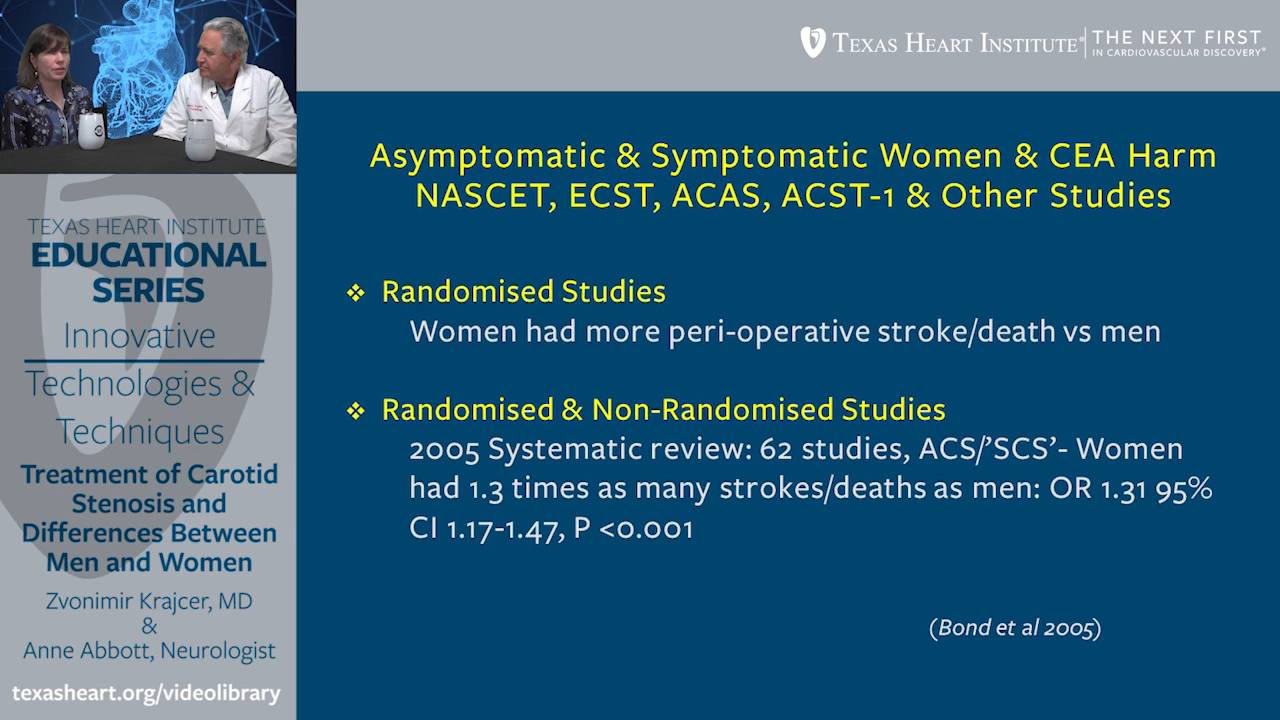 TEXAS HEART INSTITUTE®
THE NEXT FIRST
IN CARDIOVASCULAR DISCOVERY®
TEXAS HEART INSTITUTE
EDUCATIONAL
SERIES
Innovative
Technologies &
Techniques
Treatment of Carotid
Stenosis and
Differences Between
Men and Women
Zvonimir Krajcer, MD
&
Anne Abbott, Neurologist
texasheart.org/videolibrary
Asymptomatic & Symptomatic Women & CEA Harm
NASCET, ECST, ACAS, ACST-1 & Other Studies
❖ Randomised Studies
Women had more peri-operative stroke/death vs men
❖ Randomised & Non-Randomised Studies
2005 Systematic review: 62 studies, ACS/’SCS’- Women
had 1.3 times as many strokes/deaths as men: OR 1.31 95%
CI 1.17-1.47, P <0.001
(Bond et al 2005)